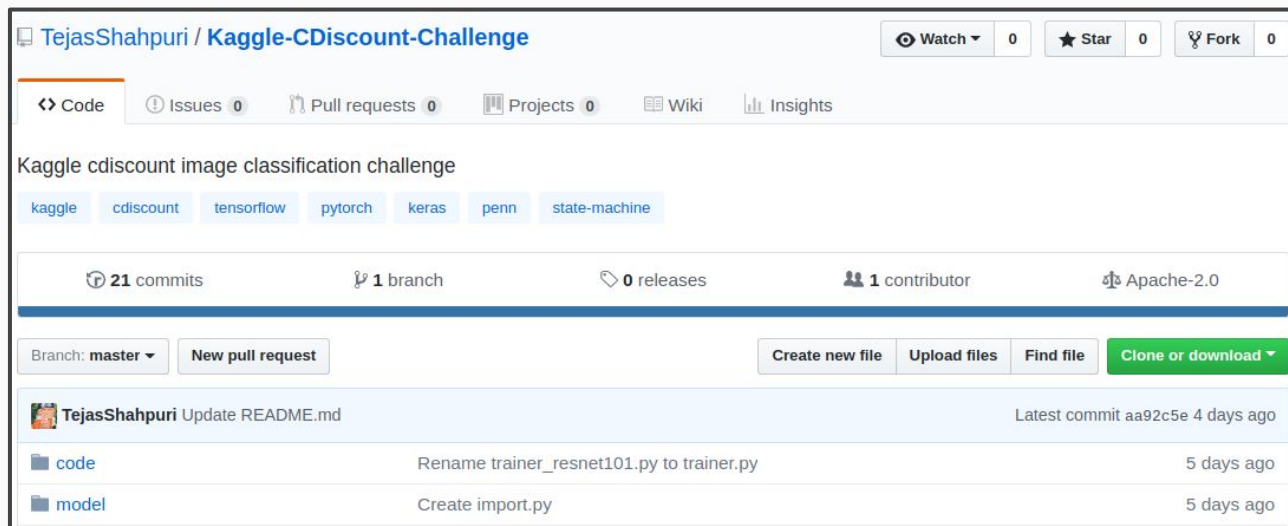 TejasShahpuri / Kaggle-CDiscount-Challenge Watch 0 Star 0 Fork 0
Code Issues 0 Pull requests 0 Projects 0 Wiki Insights
Kaggle cdiscount image classification challenge
kaggle cdiscount tensorflow pytorch keras penn state-machine
21 commits 1 branch 0 releases 1 contributor Apache-2.0
Branch: master New pull request Create new file Upload files Find file Clone or download
TejasShahpuri Update README.md Latest commit aa92c5e 4 days ago
code Rename trainer_resnet101.py to trainer.py 5 days ago
model Create import.py 5 days ago